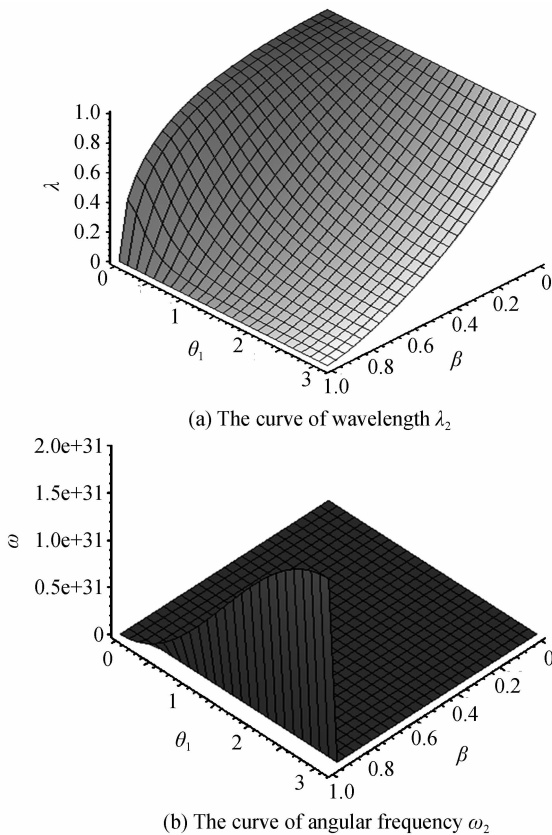 1.0
0.8
0.6
0.4
0.2
0
λ
0
1
2
3
θ₁
1.0
0.8
0.6
0.4
0.2
0
β
(a) The curve of wavelength λ₂
2.0e+31
1.5e+31
1.0e+31
0.5e+31
0
ω
0
1
2
3
θ₁
1.0
0.8
0.6
0.4
0.2
0
β
(b) The curve of angular frequency ω₂